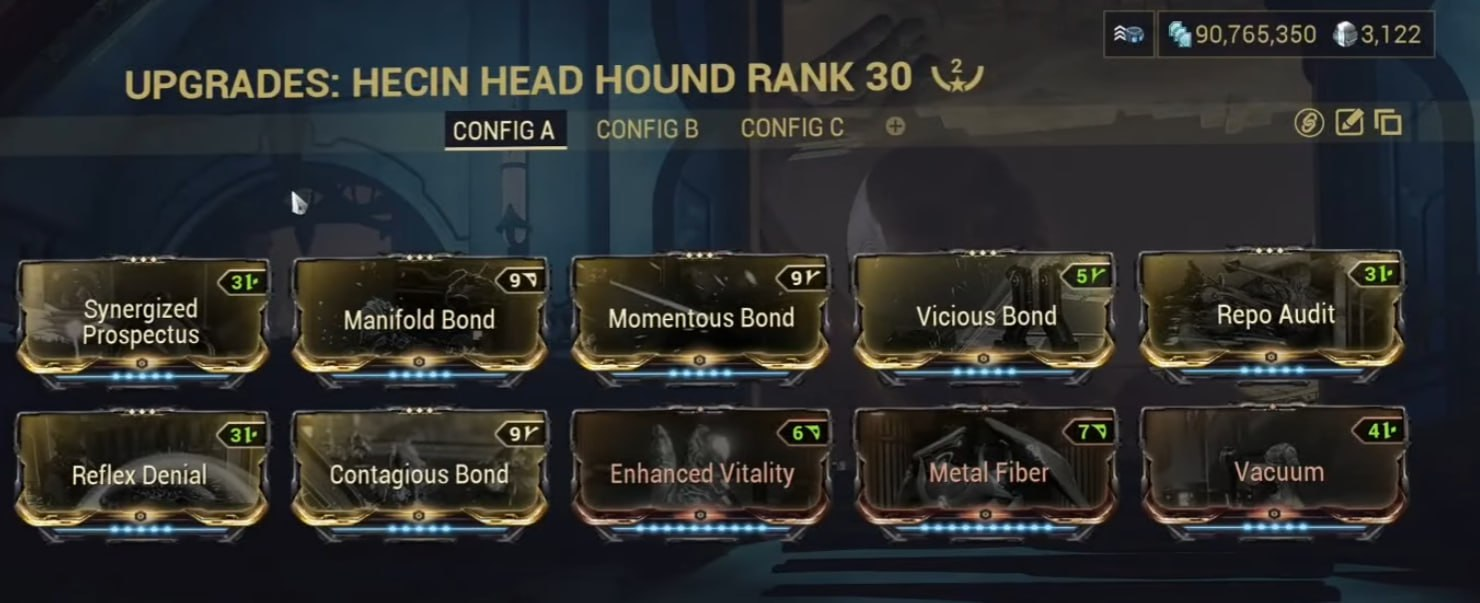 90,765,350 3,122
UPGRADES: HECIN HEAD HOUND RANK 30 2
CONFIG A CONFIG B CONFIG C
31 9 9 5 31
Synergized
Prospectus
Manifold Bond
Momentous Bond
Vicious Bond
Repo Audit
31 9 6 7 41
Reflex Denial
Contagious Bond
Enhanced Vitality
Metal Fiber
Vacuum